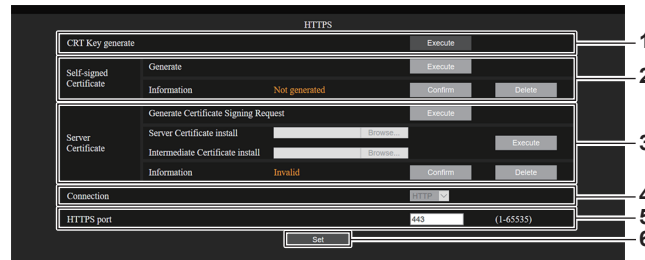 HTTPS
CRT Key generate Execute 1
Self-signed Certificate
Generate Execute
Information Not generated Confirm Delete
2
Server Certificate
Generate Certificate Signing Request Execute
Server Certificate install Browse...
Intermediate Certificate install Browse...
Execute
Information Invalid Confirm Delete
3
Connection HTTP 4
HTTPS port 443 (1-65535) 5
Set 6